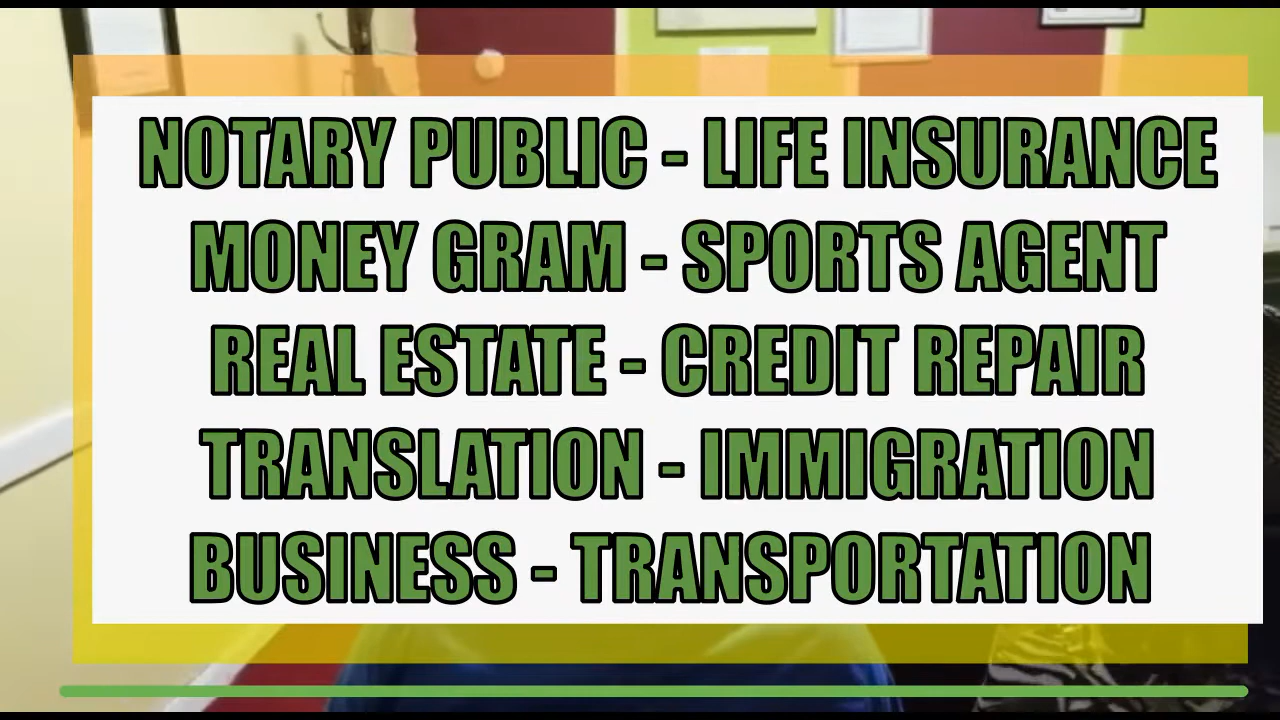 NOTARY PUBLIC - LIFE INSURANCE
MONEY GRAM - SPORTS AGENT
REAL ESTATE - CREDIT REPAIR
TRANSLATION - IMMIGRATION
BUSINESS - TRANSPORTATION